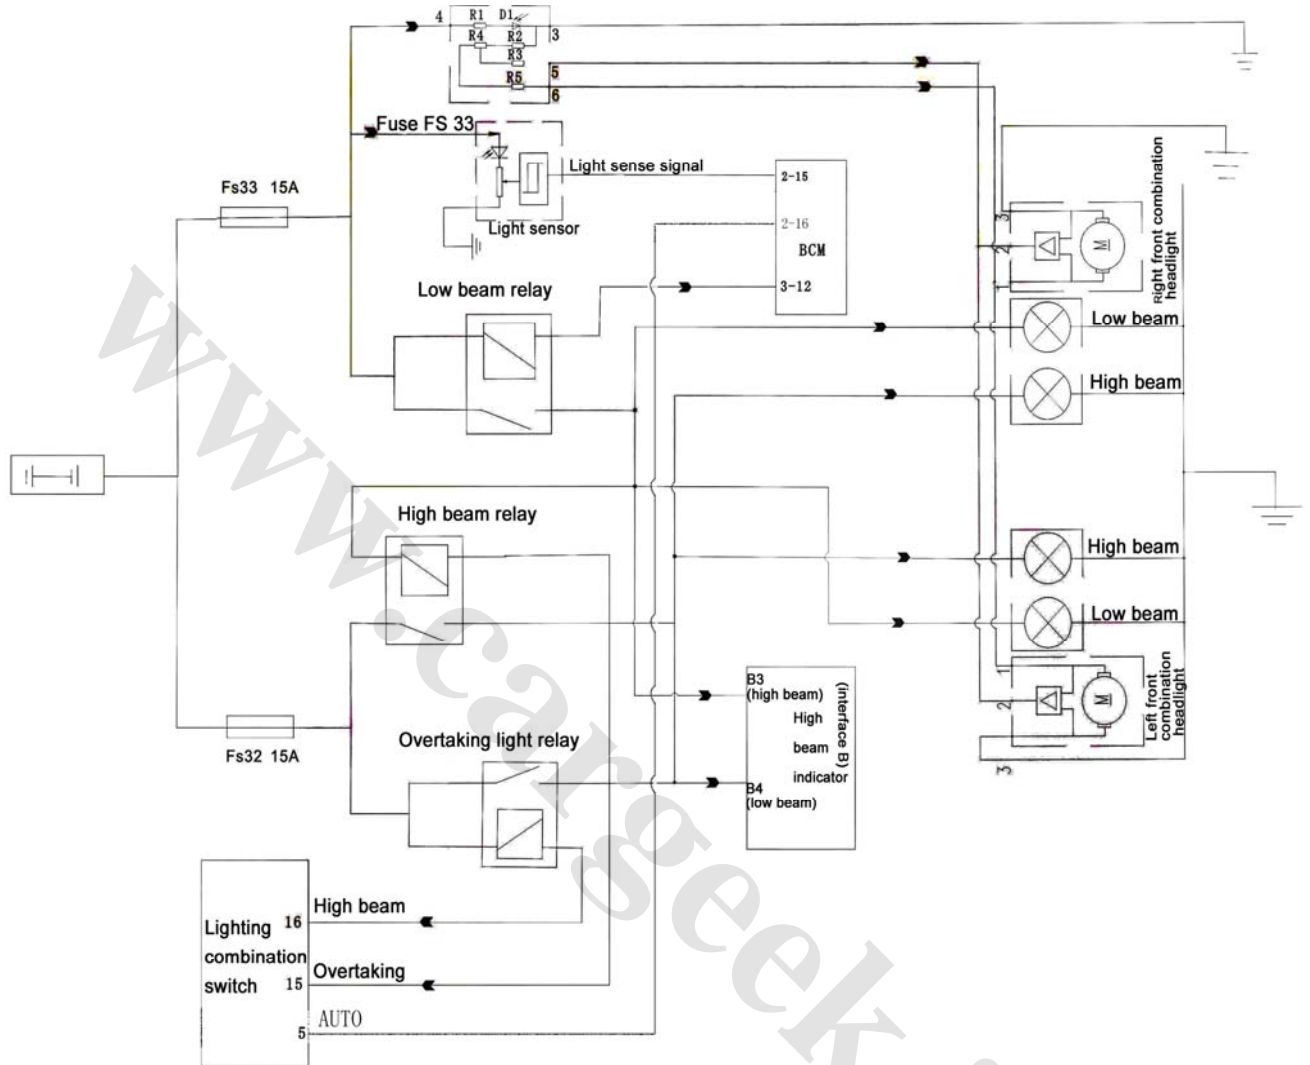 4
R1
D1
R4
R2
3
R3
5
R5
6
Fuse FS 33
Light sense signal
2-15
Fs33 15A
2-16
Light sensor
BCM
Low beam relay
3-12
3
2
1
M
Right front combination
headlight
Low beam
High beam
High beam relay
High beam
Low beam
1
2
3
M
Left front
combination
headlight
B3
(high beam)
High
beam
indicator
(interface B)
B4
(low beam)
Fs32 15A
Overtaking light relay
Lighting
combination
switch
16
High beam
15
Overtaking
5
AUTO
www.cargeek.